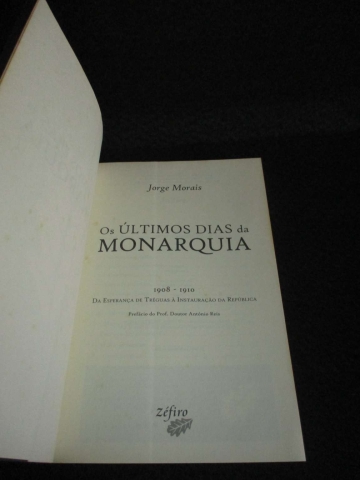 Jorge Morais
Os ÚLTIMOS DIAS da
MONARQUIA
1908 - 1910
Da Esperança de Tréguas à Instauração da República
Prefácio do Prof. Doutor António Reis
Zéfiro